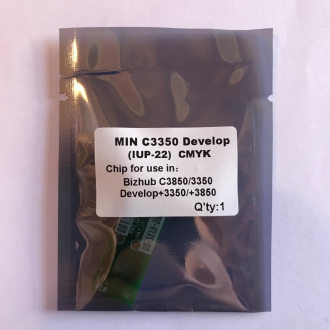 MIN C3350 Develop
(IUP-22) CMYK
Chip for use in:
Bizhub C3850/3350
Develop+3350/+3850
Q'ty:1